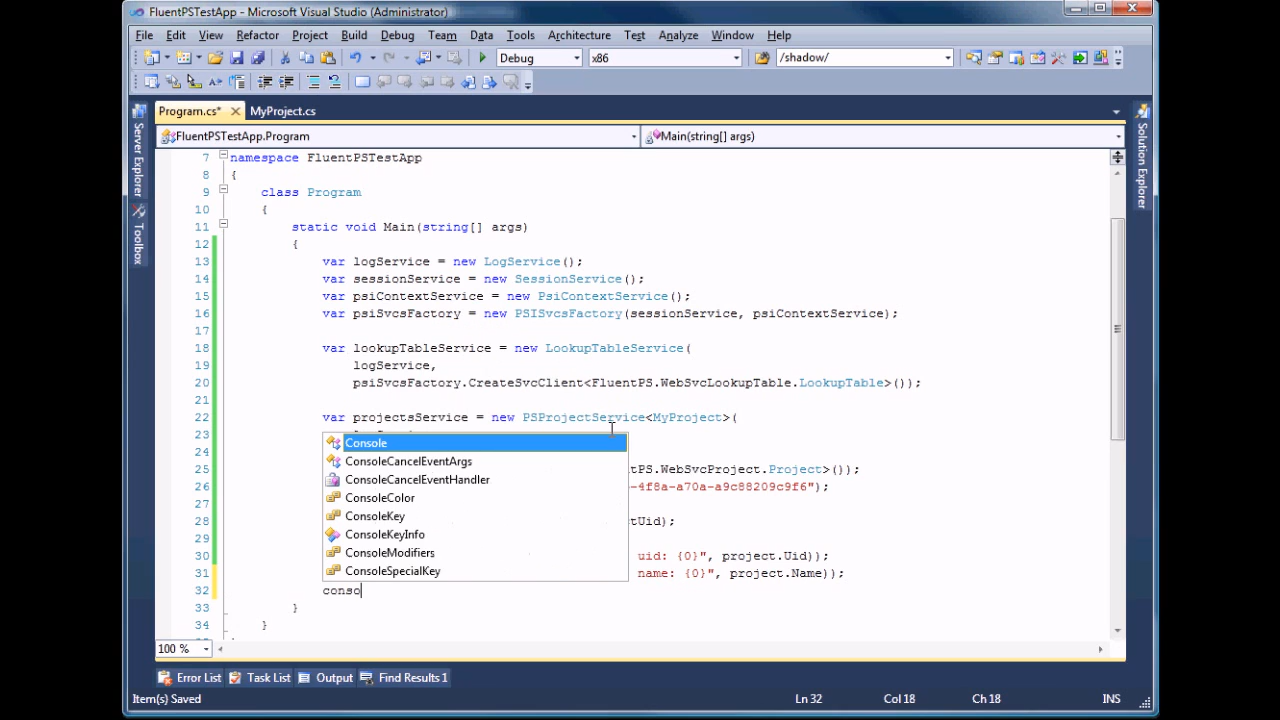 FluentPSTestApp - Microsoft Visual Studio (Administrator)
File Edit View Refactor Project Build Debug Team Data Tools Architecture Test Analyze Window Help
Debug x86 /shadow/
Program.cs* MyProject.cs
FluentPSTestApp.Program Main(string[] args)
Server Explorer
Toolbox
Solution Explorer
7 namespace FluentPSTestApp
8 {
9 class Program
10 {
11 static void Main(string[] args)
12 {
13 var logService = new LogService();
14 var sessionService = new SessionService();
15 var psiContextService = new PsiContextService();
16 var psiSvcsFactory = new PSISvcsFactory(sessionService, psiContextService);
17
18 var lookupTableService = new LookupTableService(
19 logService,
20 psiSvcsFactory.CreateSvcClient<FluentPS.WebSvcLookupTable.LookupTable>());
21
22 var projectsService = new PSProjectService<MyProject>(
23
24
25 tPS.WebSvcProject.Project>());
26 -4f8a-a70a-a9c88209c9f6");
27
28 tUid);
29
30 uid: {0}", project.Uid));
31 name: {0}", project.Name));
32 conso
33 }
34 }
Console
ConsoleCancelEventArgs
ConsoleCancelEventHandler
ConsoleColor
ConsoleKey
ConsoleKeyInfo
ConsoleModifiers
ConsoleSpecialKey
100 %
Error List Task List Output Find Results 1
Item(s) Saved Ln 32 Col 18 Ch 18 INS